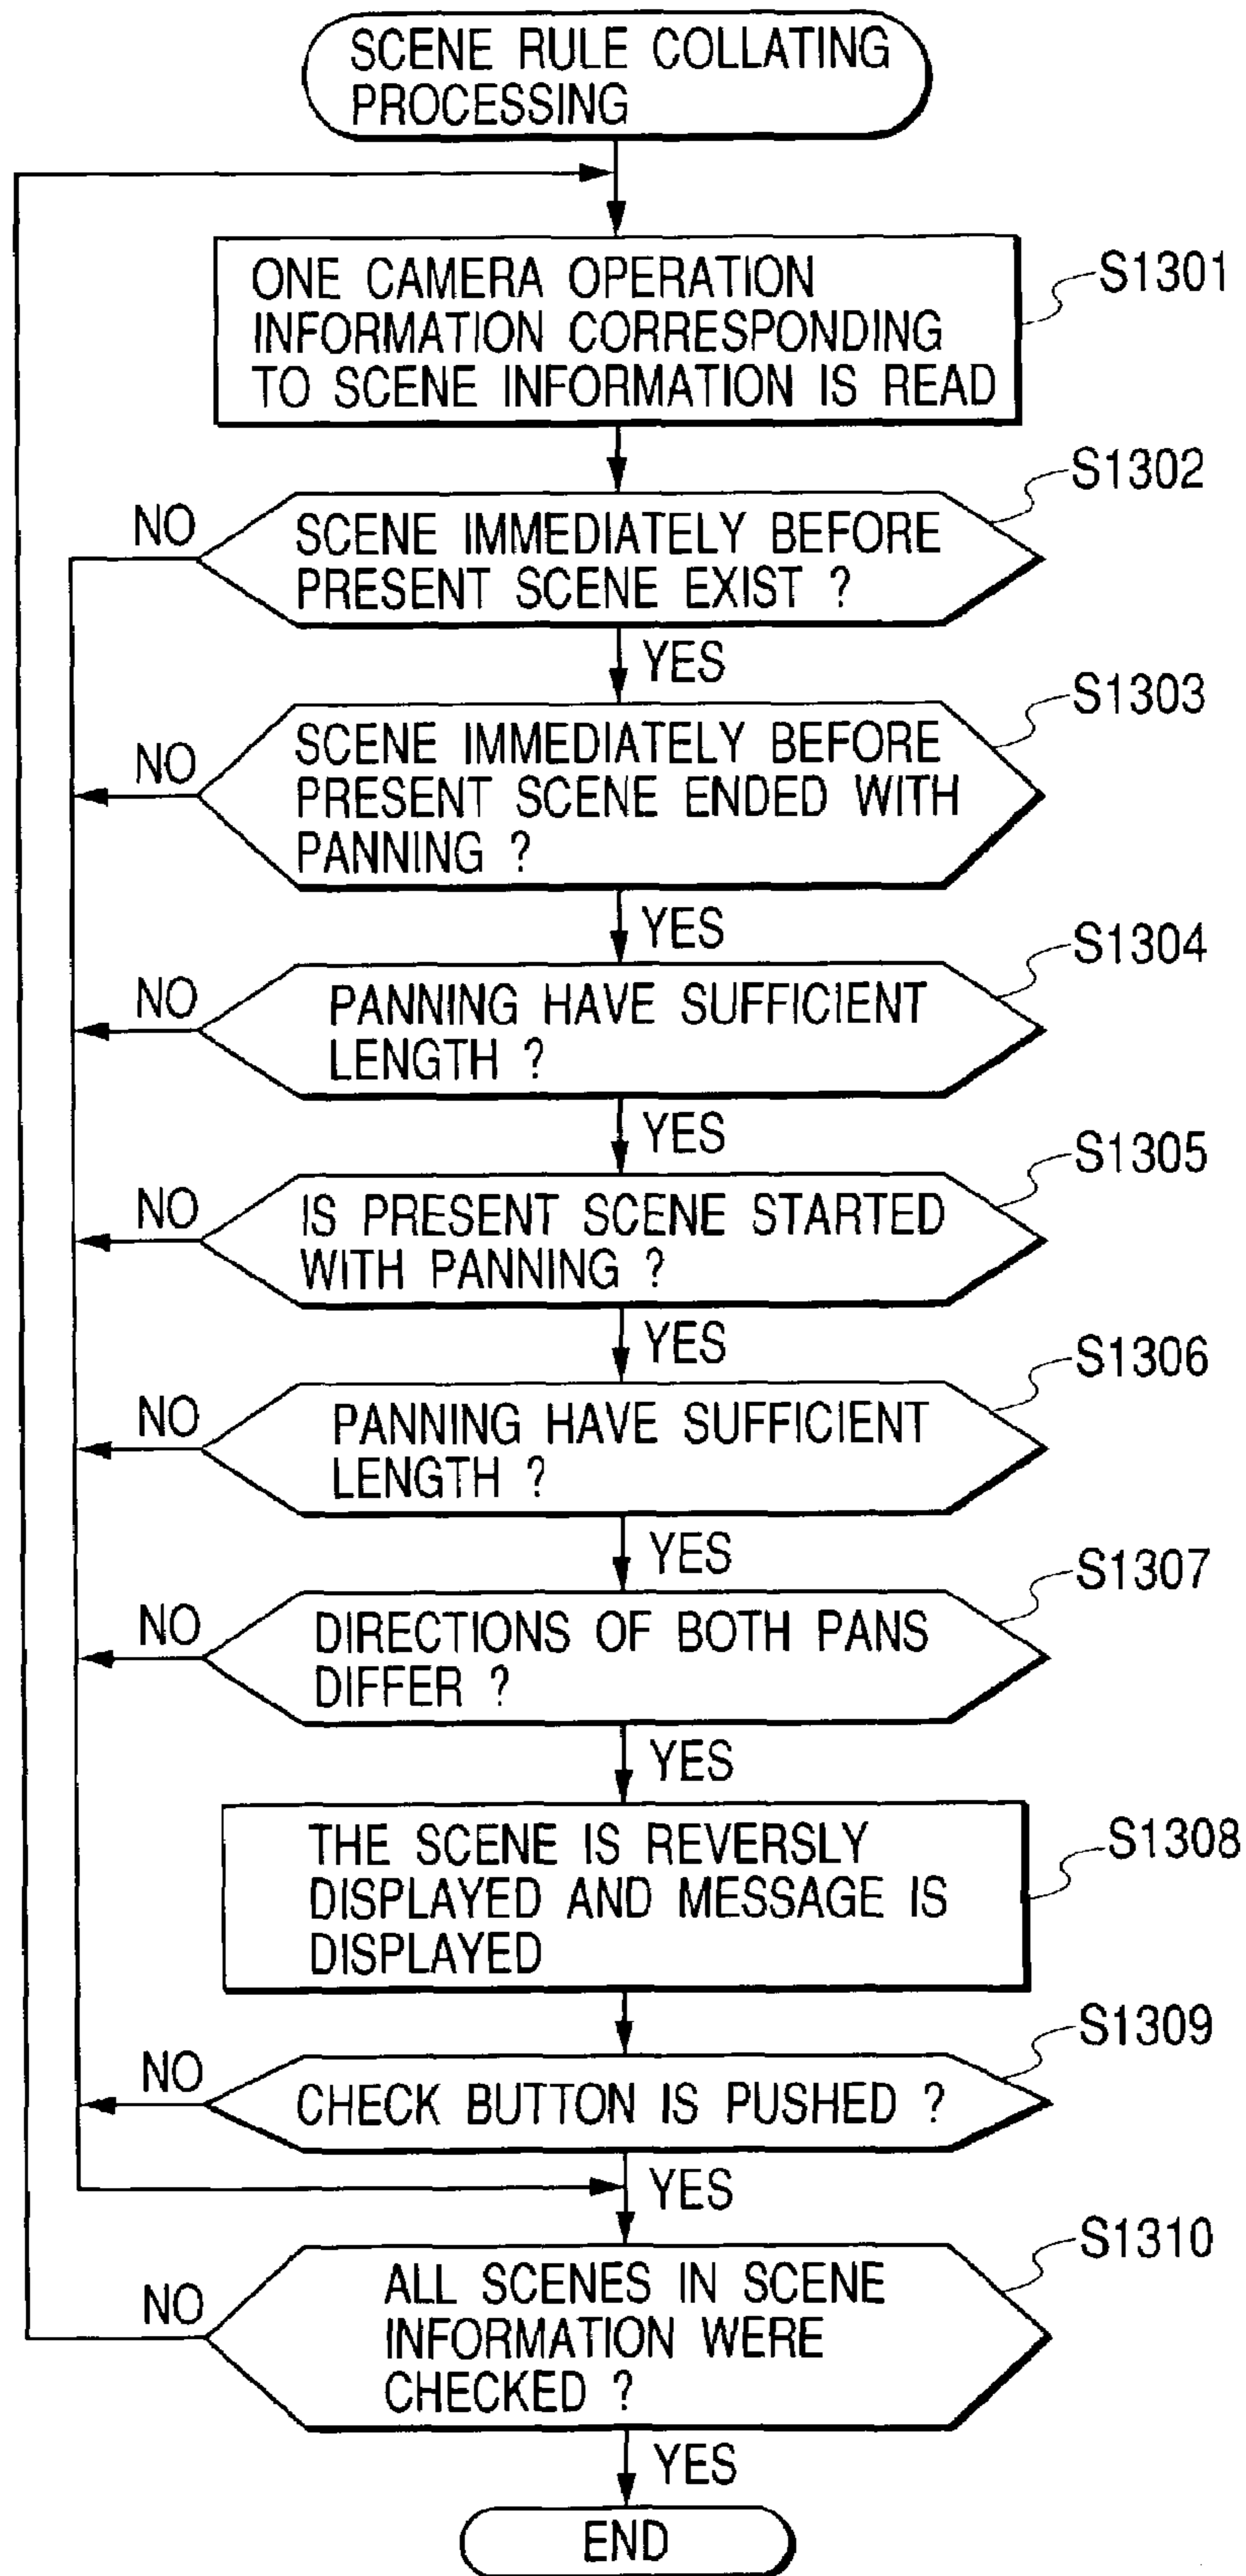 SCENE RULE COLLATING
PROCESSING
ONE CAMERA OPERATION
INFORMATION CORRESPONDING
TO SCENE INFORMATION IS READ
S1301
S1302
NO
SCENE IMMEDIATELY BEFORE
PRESENT SCENE EXIST ?
YES
S1303
NO
SCENE IMMEDIATELY BEFORE
PRESENT SCENE ENDED WITH
PANNING ?
YES
S1304
NO
PANNING HAVE SUFFICIENT
LENGTH ?
YES
S1305
NO
IS PRESENT SCENE STARTED
WITH PANNING ?
YES
S1306
NO
PANNING HAVE SUFFICIENT
LENGTH ?
YES
S1307
NO
DIRECTIONS OF BOTH PANS
DIFFER ?
YES
S1308
THE SCENE IS REVERSLY
DISPLAYED AND MESSAGE IS
DISPLAYED
S1309
NO
CHECK BUTTON IS PUSHED ?
YES
S1310
NO
ALL SCENES IN SCENE
INFORMATION WERE
CHECKED ?
YES
END